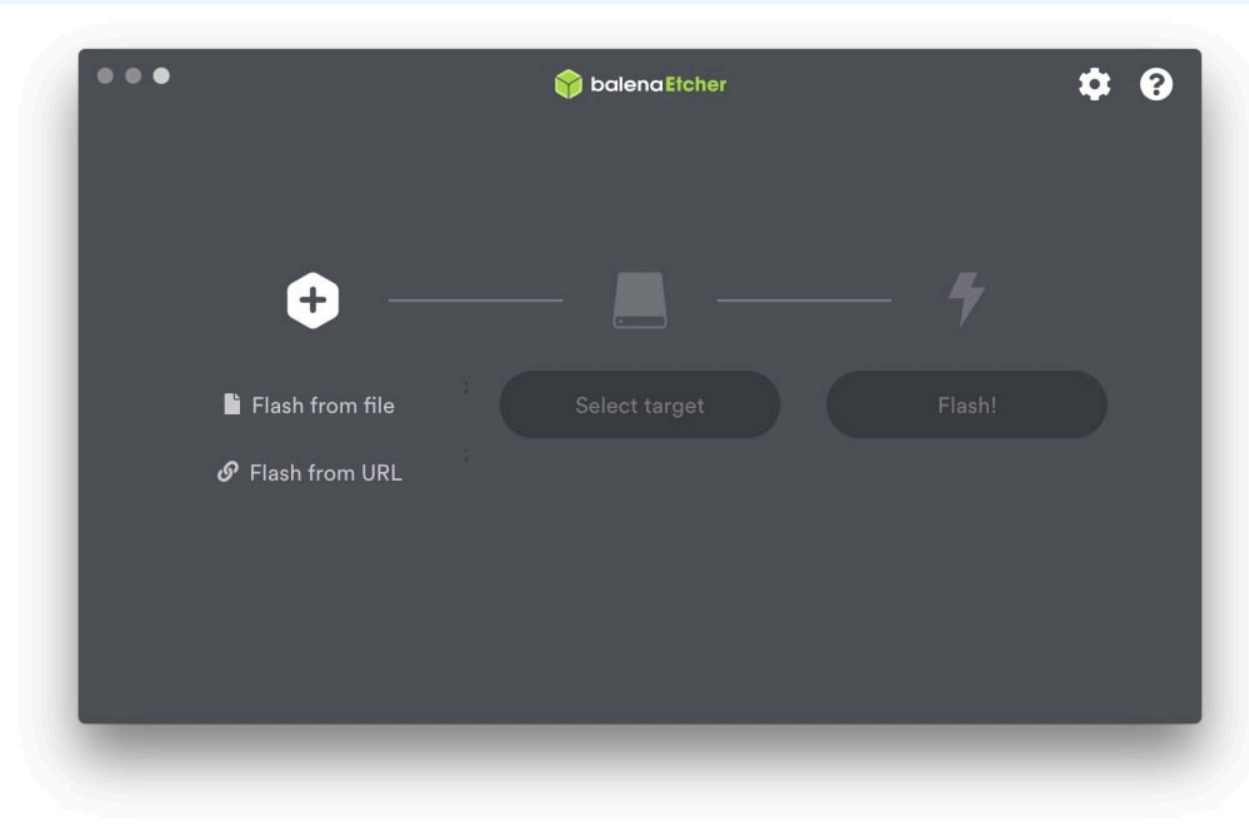 balenaEtcher
Flash from file
Select target
Flash!
Flash from URL